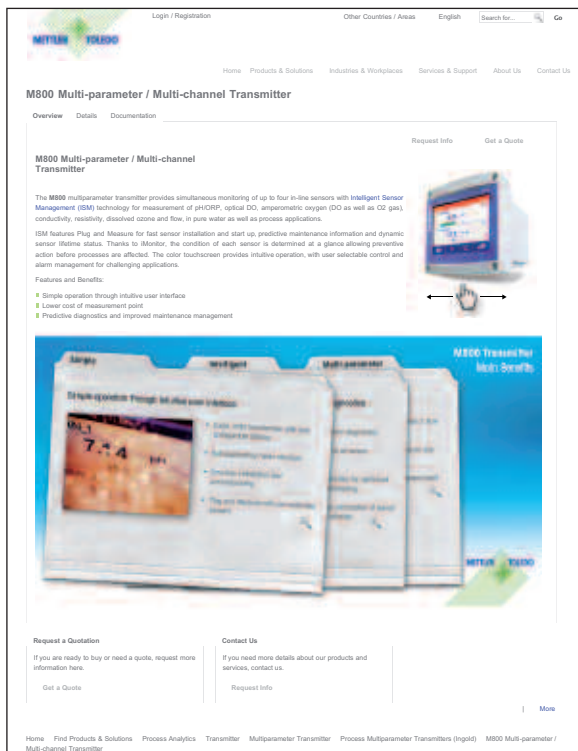 Login / Registration
Other Countries / Areas
English
Search for...
Go
METTLER TOLEDO
Home Products & Solutions Industries & Workplaces Services & Support About Us Contact Us
M800 Multi-parameter / Multi-channel Transmitter
Overview Details Documentation
Request Info Get a Quote
M800 Multi-parameter / Multi-channel
Transmitter
The M800 multiparameter transmitter provides simultaneous monitoring of up to four in-line sensors with Intelligent Sensor
Management (ISM) technology for measurement of pH/ORP, optical DO, amperometric oxygen (DO as well as O2 gas),
conductivity, resistivity, dissolved ozone and flow, in pure water as well as process applications.
ISM features Plug and Measure for fast sensor installation and start up, predictive maintenance information and dynamic
sensor lifetime status. Thanks to iMonitor, the condition of each sensor is determined at a glance allowing preventive
action before processes are affected. The color touchscreen provides intuitive operation, with user selectable control and
alarm management for challenging applications.
Features and Benefits:
Simple operation through intuitive user interface
Lower cost of measurement point
Predictive diagnostics and improved maintenance management
M800 Transmitter
Main Benefits
Simple
Intelligent
Multi-parameter
Simple operation through intuitive user interface
METTLER TOLEDO
Request a Quotation
If you are ready to buy or need a quote, request more
information here.
Get a Quote
Contact Us
If you need more details about our products and
services, contact us.
Request Info
| More
Home Find Products & Solutions Process Analytics Transmitter Multiparameter Transmitter Process Multiparameter Transmitters (Ingold) M800 Multi-parameter /
Multi-channel Transmitter